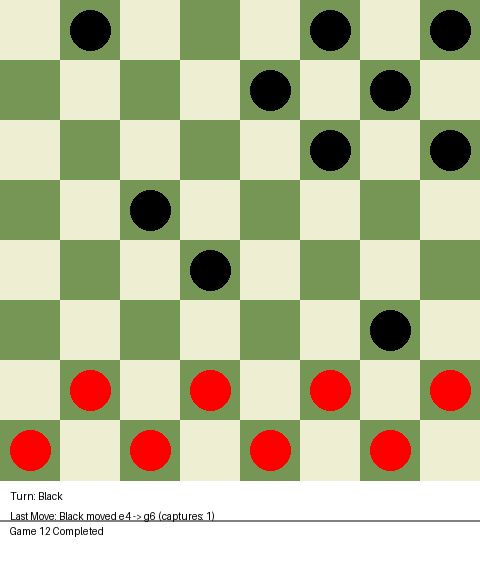 Turn: Black
Last Move: Black moved e4 -> g6 (captures: 1)
Game 12 Completed